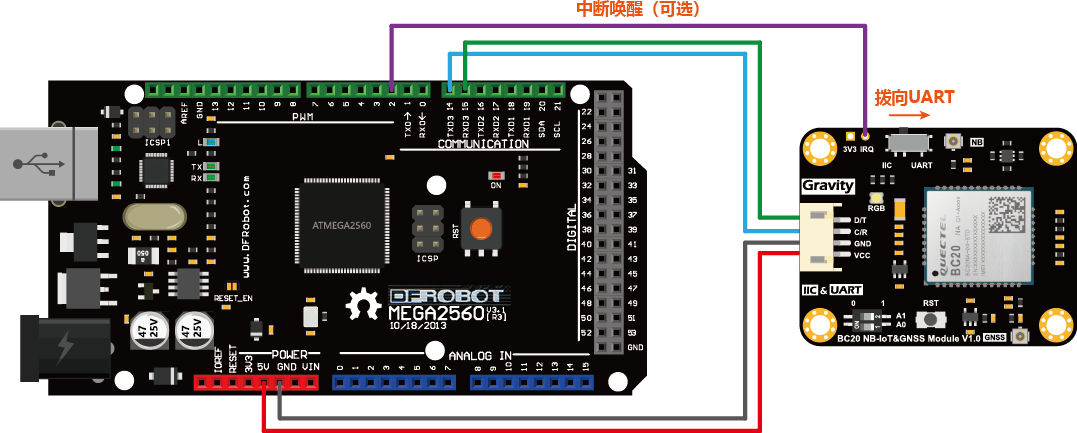 中断唤醒（可选）
拨向UART
AREF
GND
13
12
11
10
9
8
7
6
5
4
3
2
1
0
14
15
16
17
18
19
20
21
TX0→
RX0←
TXD3
RXD3
TXD2
RXD2
TXD1
RXD1
SDA
SCL
PWM
COMMUNICATION
ICSP1
L
TX
RX
ON
www.DFRobot.com
ATMEGA2560
ICSP
RST
DIGITAL
22
24
26
28
30
31
32
33
34
35
36
37
38
39
40
41
42
43
44
45
46
47
48
49
50
51
52
53
GND
050
RESET_EN
47
25V
47
25V
DFROBOT
MEGA2560 V3.1 [R3]
10/18/2013
IOREF
RESET
3V3
5V
GND
VIN
POWER
ANALOG IN
0
1
2
3
4
5
6
7
8
9
10
11
12
13
14
15
3V3 IRQ
IIC
UART
NB
Gravity
RGB
D/T
C/R
GND
VCC
IIC & UART
QUECTEL
BC20
0
1
ON
1
2
A1
A0
RST
BC20 NB-IoT&GNSS Module V1.0
GNSS